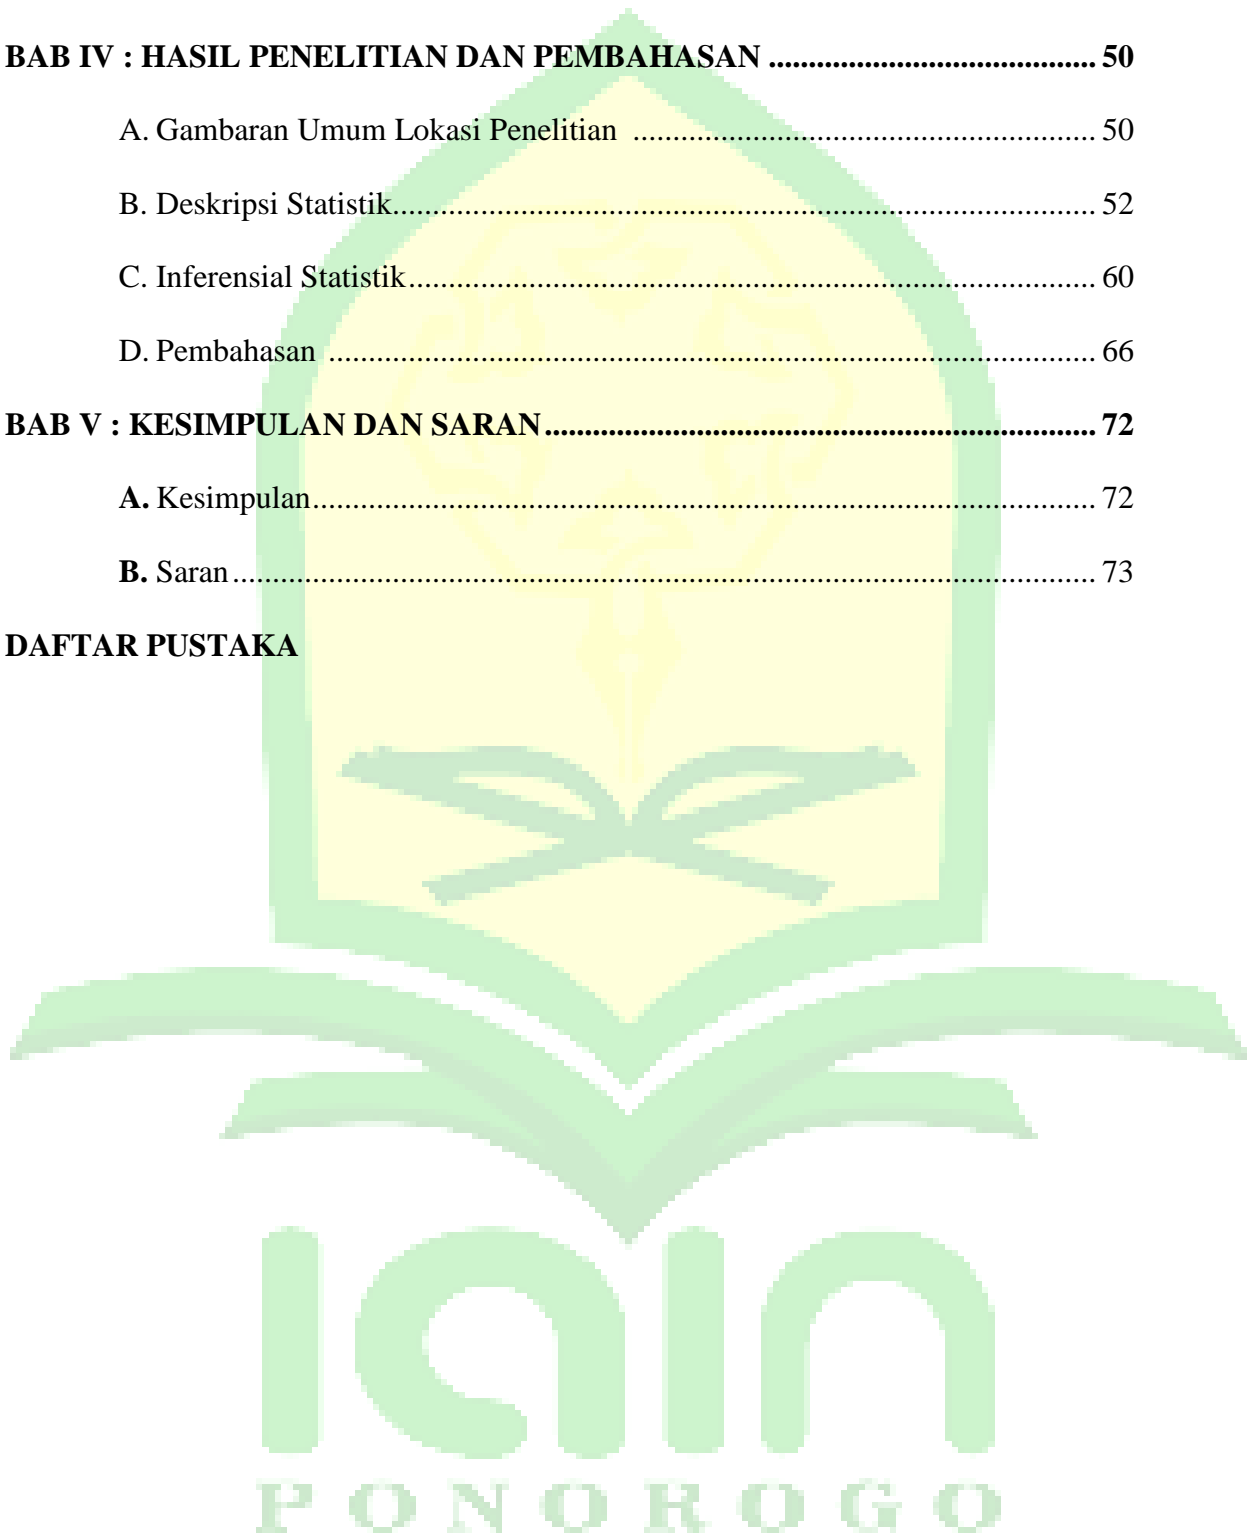 BAB IV : HASIL PENELITIAN DAN PEMBAHASAN ......................................... 50
A. Gambaran Umum Lokasi Penelitian .......................................................... 50
B. Deskripsi Statistik........................................................................................ 52
C. Inferensial Statistik...................................................................................... 60
D. Pembahasan ................................................................................................ 66
BAB V : KESIMPULAN DAN SARAN..................................................................... 72
A. Kesimpulan.................................................................................................. 72
B. Saran............................................................................................................ 73
DAFTAR PUSTAKA
iain
PONOROGO